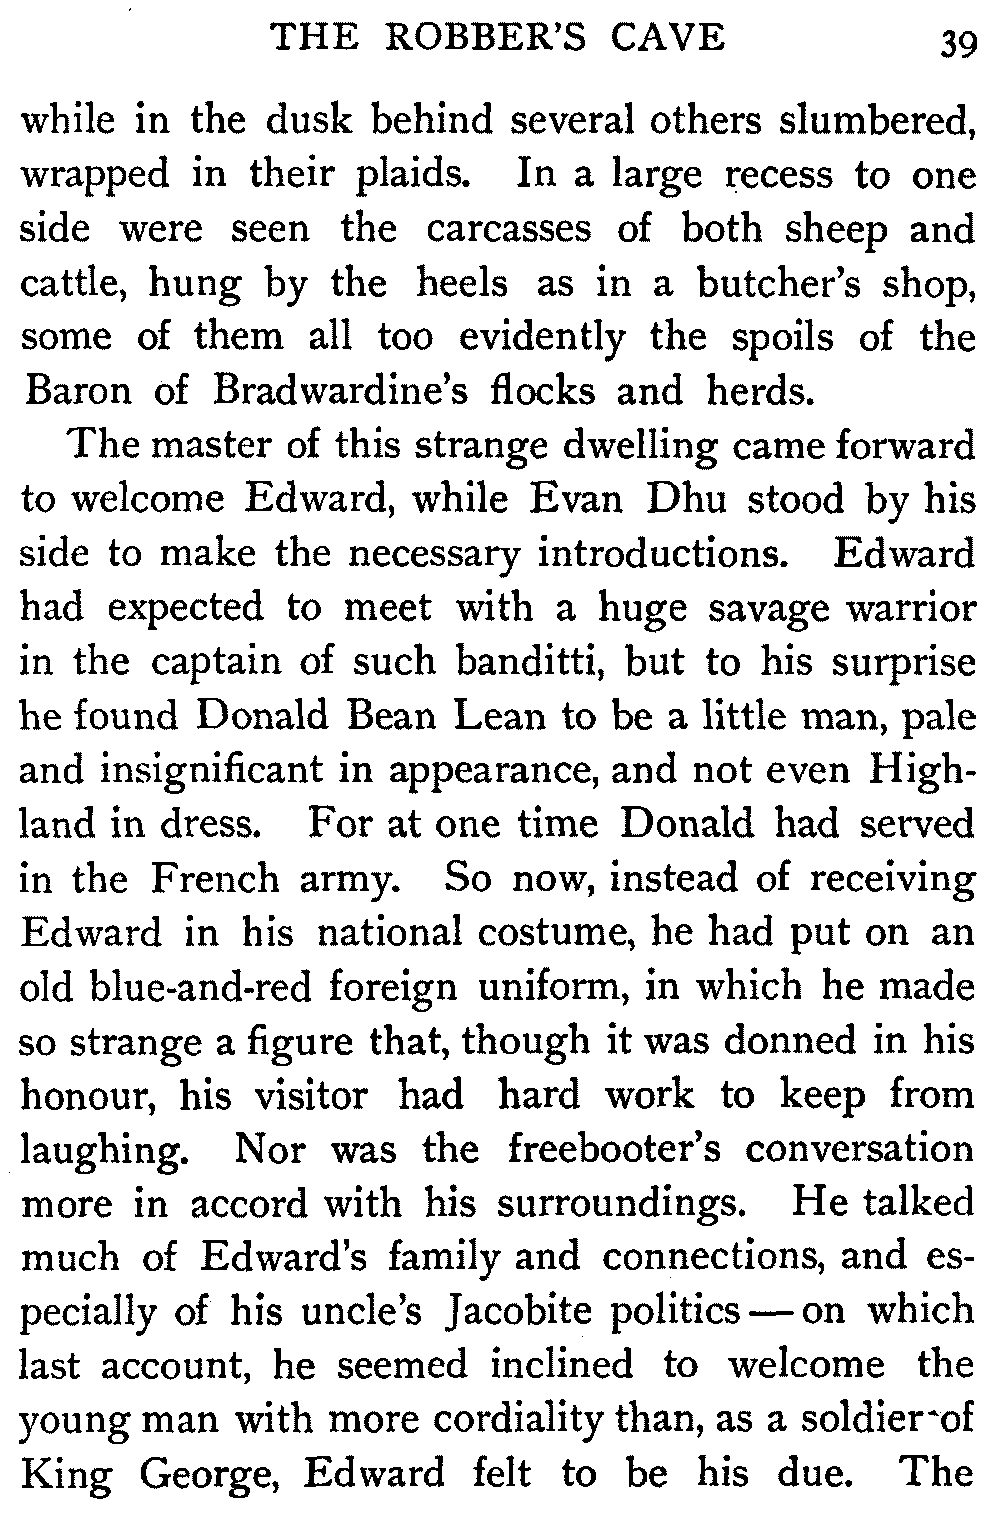 THE ROBBER'S CAVE 39
while in the dusk behind several others slumbered,
wrapped in their plaids. In a large recess to one
side were seen the carcasses of both sheep and
cattle, hung by the heels as in a butcher's shop,
some of them all too evidently the spoils of the
Baron of Bradwardine's flocks and herds.
The master of this strange dwelling came forward
to welcome Edward, while Evan Dhu stood by his
side to make the necessary introductions. Edward
had expected to meet with a huge savage warrior
in the captain of such banditti, but to his surprise
he found Donald Bean Lean to be a little man, pale
and insignificant in appearance, and not even High-
land in dress. For at one time Donald had served
in the French army. So now, instead of receiving
Edward in his national costume, he had put on an
old blue-and-red foreign uniform, in which he made
so strange a figure that, though it was donned in his
honour, his visitor had hard work to keep from
laughing. Nor was the freebooter's conversation
more in accord with his surroundings. He talked
much of Edward's family and connections, and es-
pecially of his uncle's Jacobite politics — on which
last account, he seemed inclined to welcome the
young man with more cordiality than, as a soldier of
King George, Edward felt to be his due. The